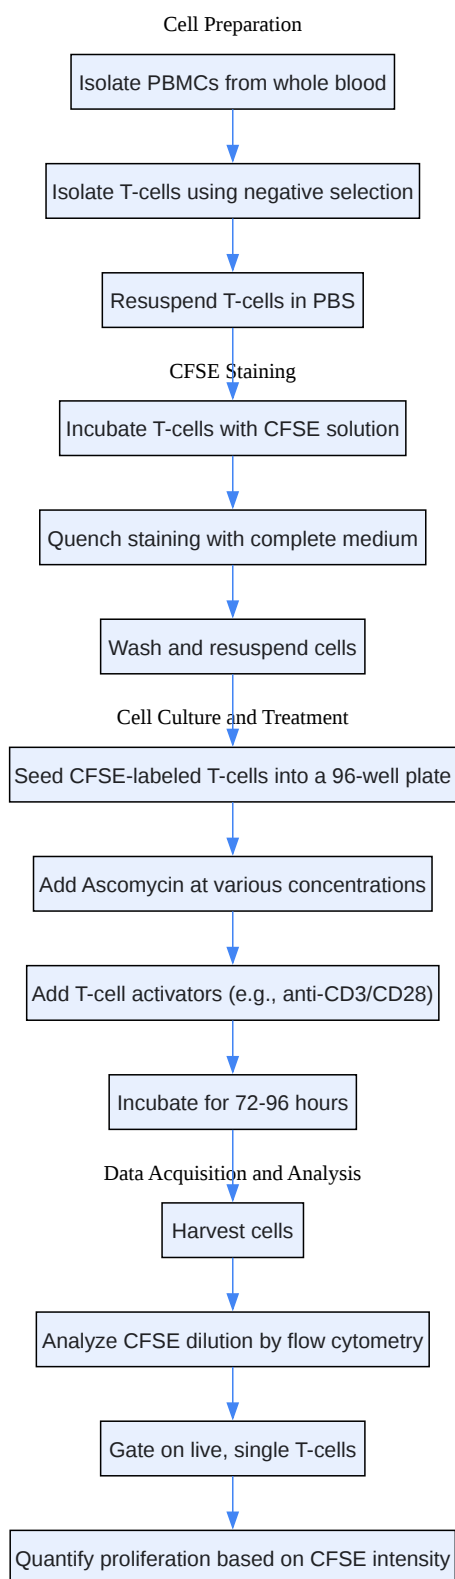 Cell Preparation
Isolate PBMCs from whole blood
Isolate T-cells using negative selection
Resuspend T-cells in PBS
CFSE Staining
Incubate T-cells with CFSE solution
Quench staining with complete medium
Wash and resuspend cells
Cell Culture and Treatment
Seed CFSE-labeled T-cells into a 96-well plate
Add Ascomycin at various concentrations
Add T-cell activators (e.g., anti-CD3/CD28)
Incubate for 72-96 hours
Data Acquisition and Analysis
Harvest cells
Analyze CFSE dilution by flow cytometry
Gate on live, single T-cells
Quantify proliferation based on CFSE intensity